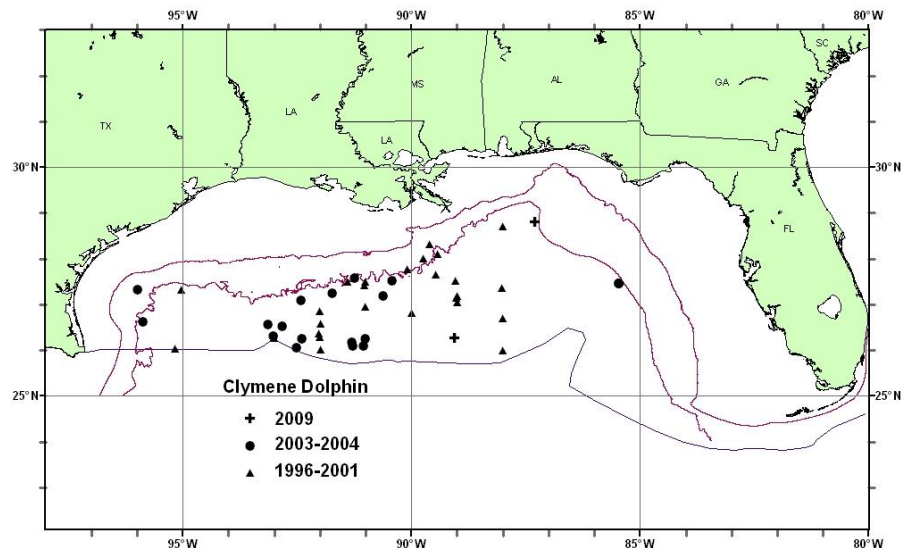 95°W 90°W 85°W 80°W
SC
MS AL GA
TX LA
LA
30°N 30°N
FL
25°N 25°N
Clymene Dolphin
2009
2003-2004
1996-2001
95°W 90°W 85°W 80°W